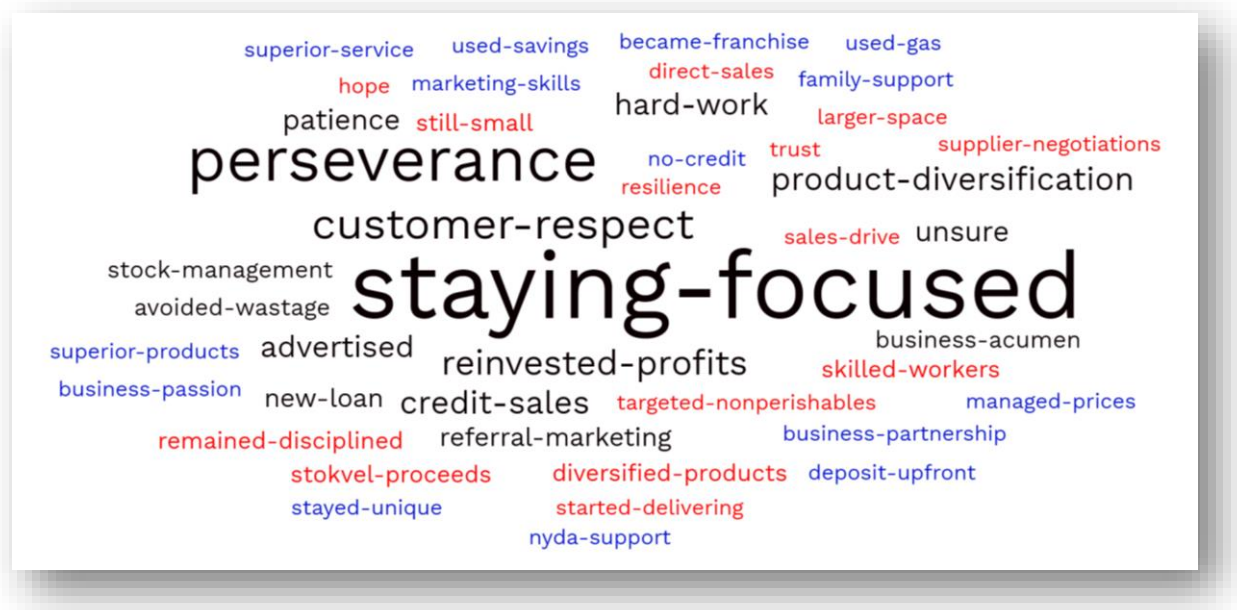 superior-service used-savings became-franchise used-gas
hope marketing-skills direct-sales family-support
patience still-small hard-work larger-space
perseverance no-credit trust supplier-negotiations
resilience product-diversification
customer-respect sales-drive unsure
stock-management staying-focused
avoided-wastage
superior-products advertised reinvested-profits business-acumen
skilled-workers
business-passion new-loan credit-sales targeted-nonperishables managed-prices
remained-disciplined referral-marketing business-partnership
stokvel-proceeds diversified-products deposit-upfront
stayed-unique started-delivering
nyda-support